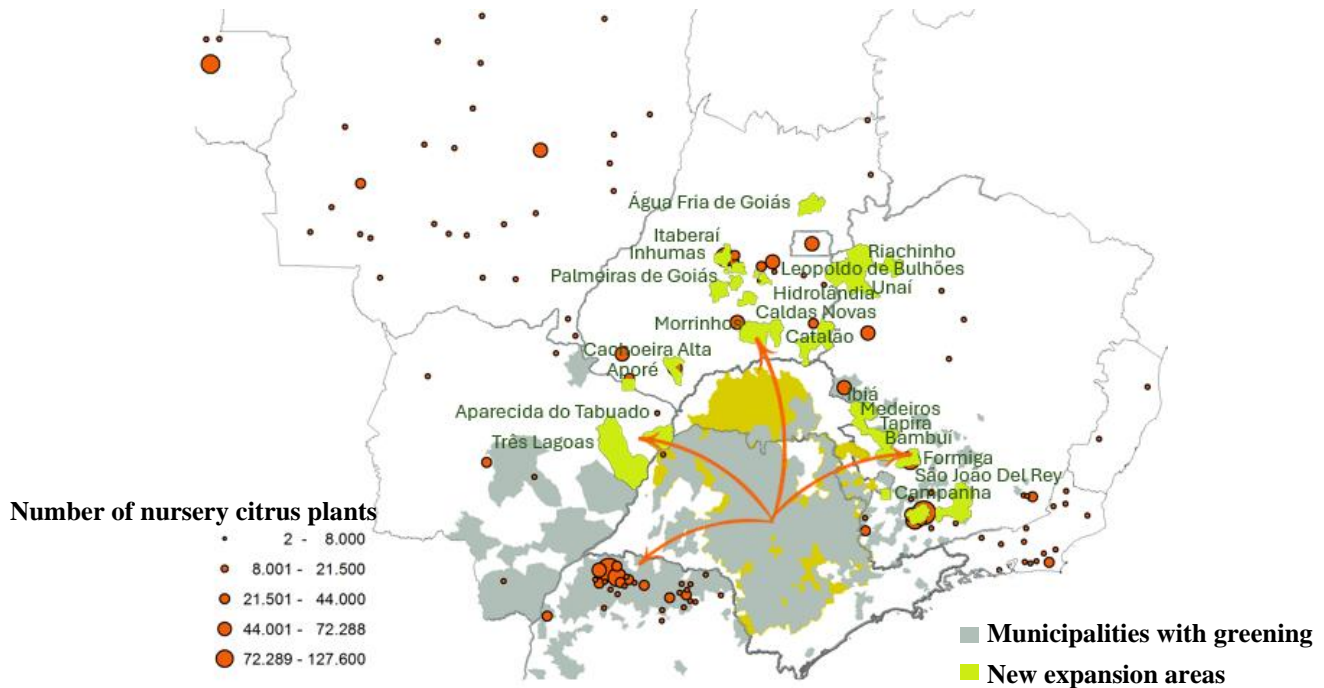 Água Fria de Goiás
Itaberaí
Inhumas
Riachinho
Leopoldo de Bulhões
Palmeiras de Goiás
Unaí
Hidrolândia
Caldas Novas
Morrinhos
Catalão
Cachoeira Alta
Aporé
Ibiá
Medeiros
Aparecida do Tabuado
Tapira
Três Lagoas
Bambuí
Formiga
São João Del Rey
Campanha
Number of nursery citrus plants
2 - 8.000
8.001 - 21.500
21.501 - 44.000
44.001 - 72.288
72.289 - 127.600
Municipalities with greening
New expansion areas